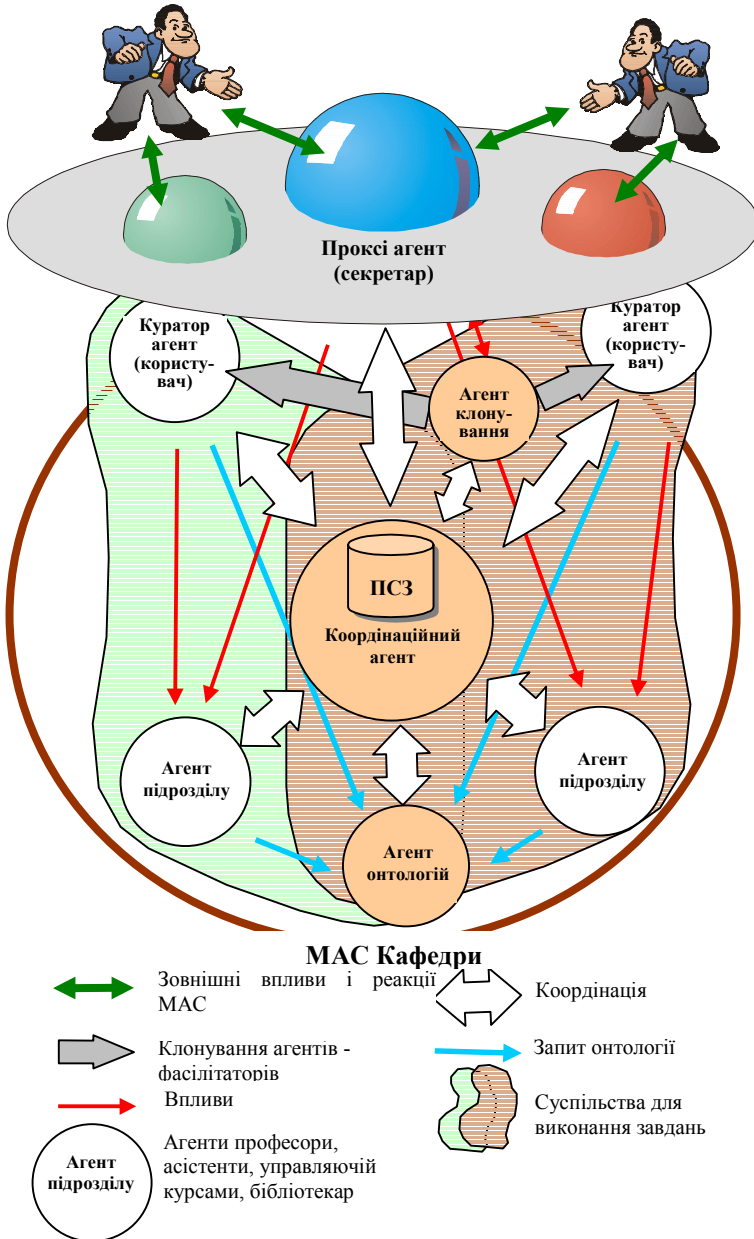 Проксі агент
(секретар)
Куратор
агент
(користу-
вач)
Куратор
агент
(користу-
вач)
Агент
клону-
вання
ПСЗ
Координаційний
агент
Агент
підрозділу
Агент
підрозділу
Агент
онтологій
МАС Кафедри
Зовнішні впливи і реакції
МАС
Координація
Клонування агентів -
фасілітаторів
Запит онтології
Впливи
Суспільства для
виконання завдань
Агент
підрозділу
Агенти професори,
асістенти, управляючій
курсами, бібліотекар